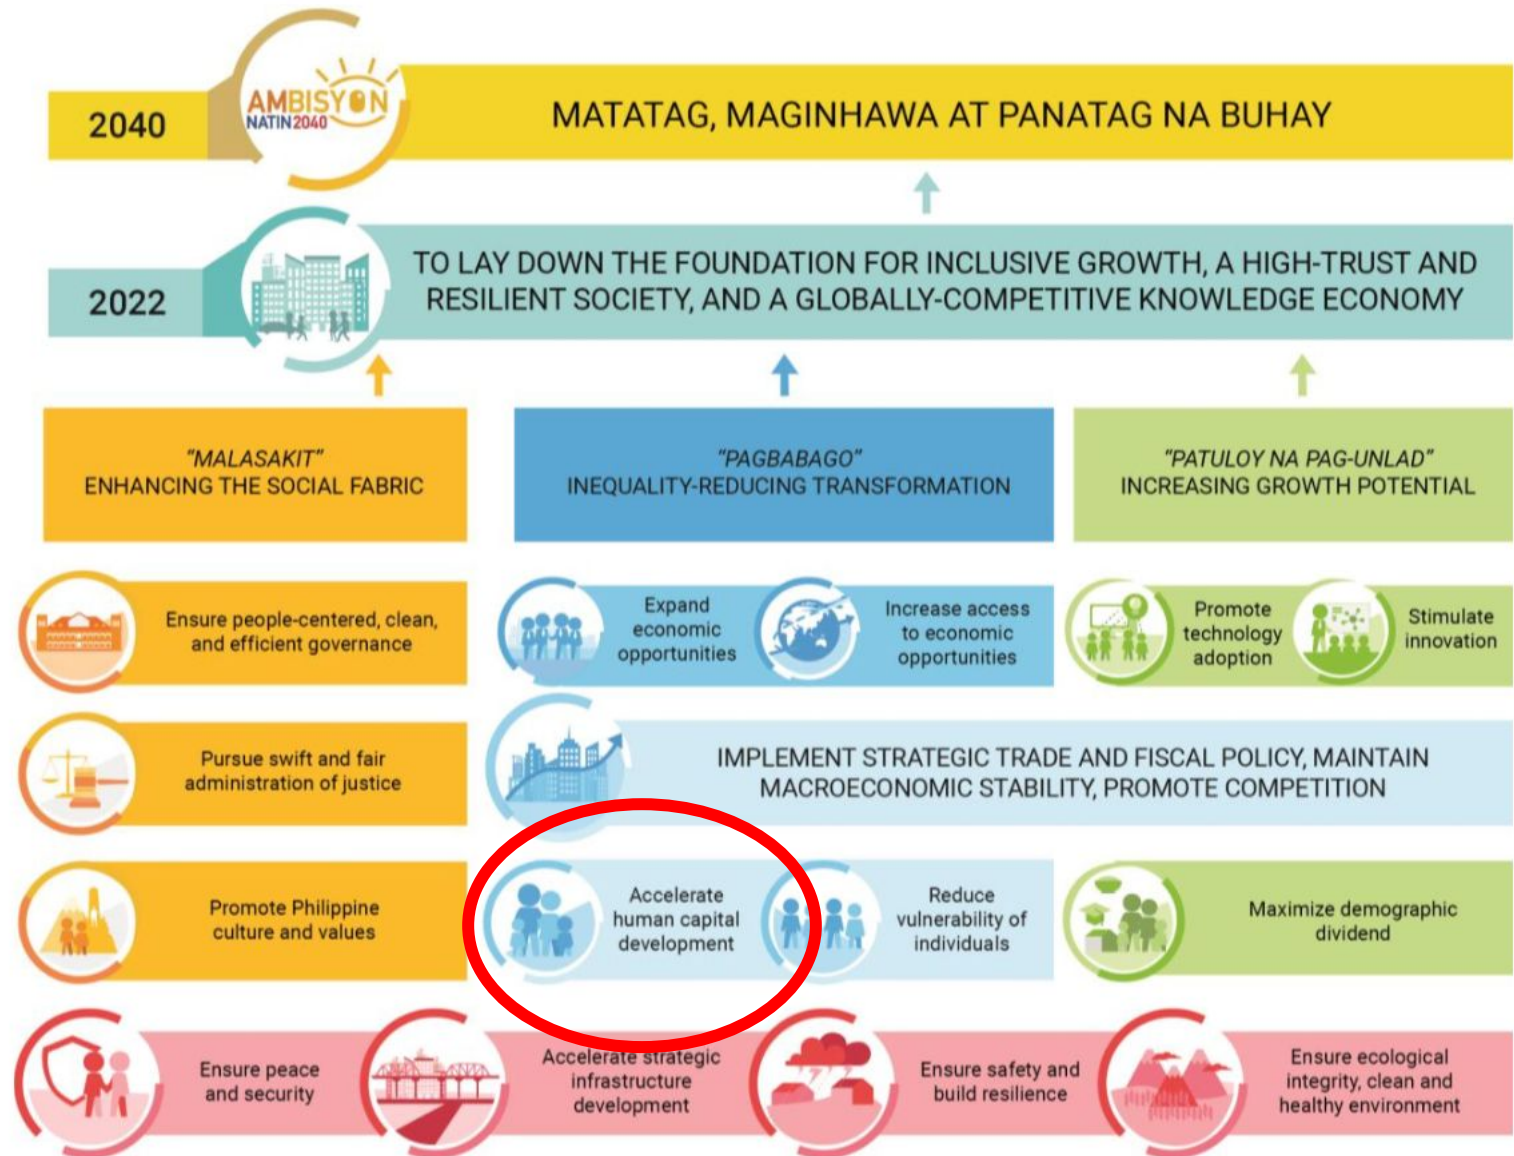 2040
AMBISYON
NATIN 2040
MATATAG, MAGINHAWA AT PANATAG NA BUHAY
2022
TO LAY DOWN THE FOUNDATION FOR INCLUSIVE GROWTH, A HIGH-TRUST AND
RESILIENT SOCIETY, AND A GLOBALLY-COMPETITIVE KNOWLEDGE ECONOMY
"MALASAKIT"
ENHANCING THE SOCIAL FABRIC
"PAGBABAGO"
INEQUALITY-REDUCING TRANSFORMATION
"PATULOY NA PAG-UNLAD"
INCREASING GROWTH POTENTIAL
Ensure people-centered, clean,
and efficient governance
Expand
economic
opportunities
Increase access
to economic
opportunities
Promote
technology
adoption
Stimulate
innovation
Pursue swift and fair
administration of justice
IMPLEMENT STRATEGIC TRADE AND FISCAL POLICY, MAINTAIN
MACROECONOMIC STABILITY, PROMOTE COMPETITION
Promote Philippine
culture and values
Accelerate
human capital
development
Reduce
vulnerability of
individuals
Maximize demographic
dividend
Ensure peace
and security
Accelerate strategic
infrastructure
development
Ensure safety and
build resilience
Ensure ecological
integrity, clean and
healthy environment